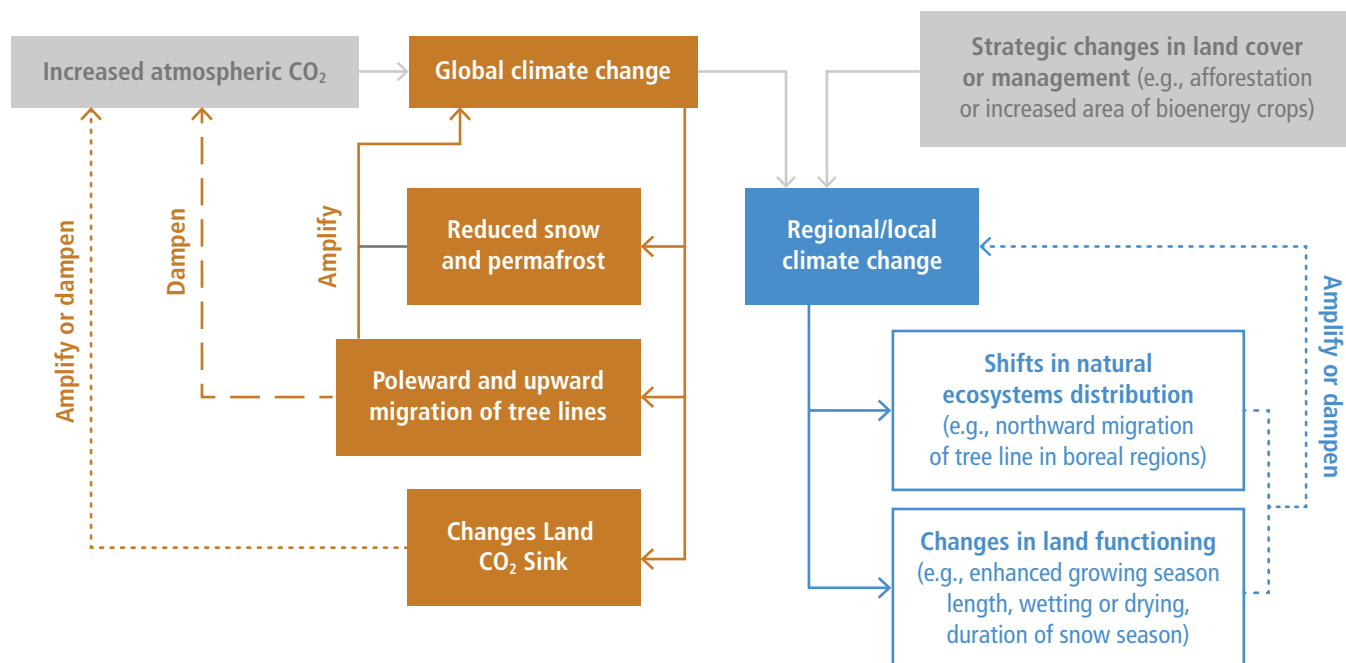 Increased atmospheric CO₂
Global climate change
Strategic changes in land cover
or management (e.g., afforestation
or increased area of bioenergy crops)
Amplify or dampen
Dampen
Amplify
Reduced snow
and permafrost
Poleward and upward
migration of tree lines
Changes Land
CO₂ Sink
Regional/local
climate change
Shifts in natural
ecosystems distribution
(e.g., northward migration
of tree line in boreal regions)
Changes in land functioning
(e.g., enhanced growing season
length, wetting or drying,
duration of snow season)
Amplify or dampen